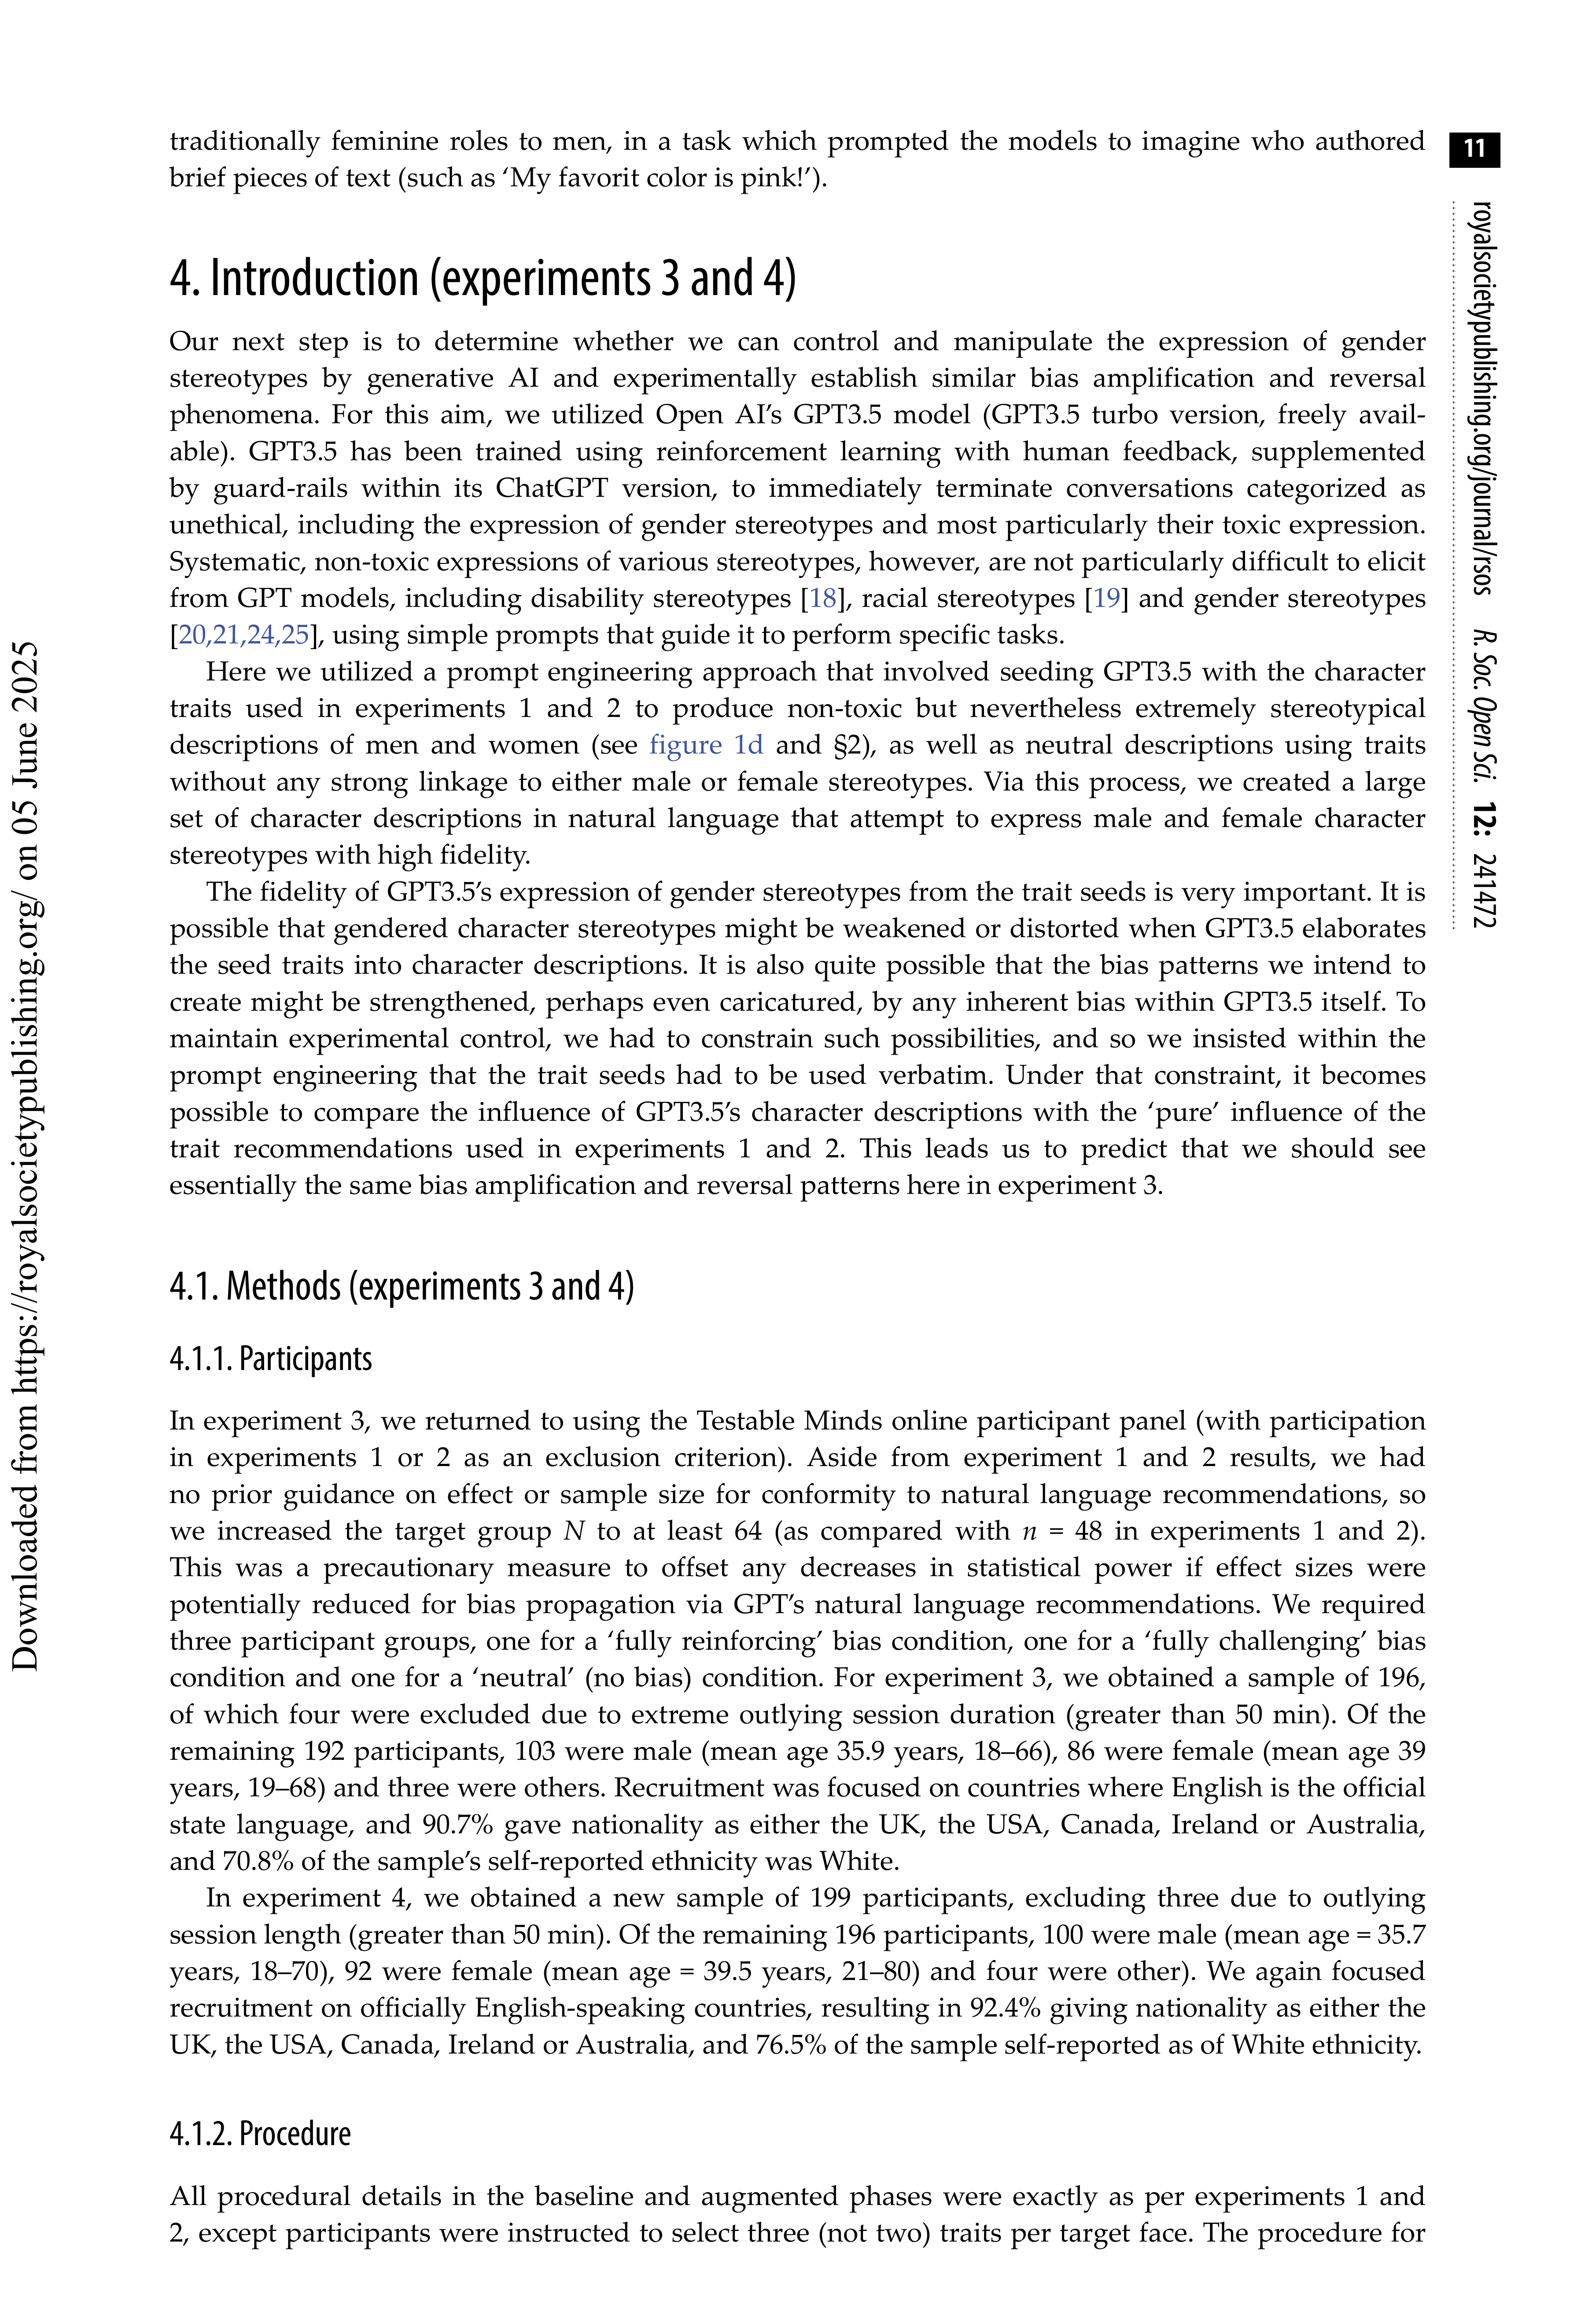 traditionally feminine roles to men, in a task which prompted the models to imagine who authored
brief pieces of text (such as ‘My favorit color is pink!’).
4. Introduction (experiments 3 and 4)
Our next step is to determine whether we can control and manipulate the expression of gender
stereotypes by generative AI and experimentally establish similar bias amplification and reversal
phenomena. For this aim, we utilized Open AI’s GPT3.5 model (GPT3.5 turbo version, freely avail-
able). GPT3.5 has been trained using reinforcement learning with human feedback, supplemented
by guard-rails within its ChatGPT version, to immediately terminate conversations categorized as
unethical, including the expression of gender stereotypes and most particularly their toxic expression.
Systematic, non-toxic expressions of various stereotypes, however, are not particularly difficult to elicit
from GPT models, including disability stereotypes [18], racial stereotypes [19] and gender stereotypes
[20,21,24,25], using simple prompts that guide it to perform specific tasks.
Here we utilized a prompt engineering approach that involved seeding GPT3.5 with the character
traits used in experiments 1 and 2 to produce non-toxic but nevertheless extremely stereotypical
descriptions of men and women (see figure 1d and §2), as well as neutral descriptions using traits
without any strong linkage to either male or female stereotypes. Via this process, we created a large
set of character descriptions in natural language that attempt to express male and female character
stereotypes with high fidelity.
The fidelity of GPT3.5’s expression of gender stereotypes from the trait seeds is very important. It is
possible that gendered character stereotypes might be weakened or distorted when GPT3.5 elaborates
the seed traits into character descriptions. It is also quite possible that the bias patterns we intend to
create might be strengthened, perhaps even caricatured, by any inherent bias within GPT3.5 itself. To
maintain experimental control, we had to constrain such possibilities, and so we insisted within the
prompt engineering that the trait seeds had to be used verbatim. Under that constraint, it becomes
possible to compare the influence of GPT3.5’s character descriptions with the ‘pure’ influence of the
trait recommendations used in experiments 1 and 2. This leads us to predict that we should see
essentially the same bias amplification and reversal patterns here in experiment 3.
4.1. Methods (experiments 3 and 4)
4.1.1. Participants
In experiment 3, we returned to using the Testable Minds online participant panel (with participation
in experiments 1 or 2 as an exclusion criterion). Aside from experiment 1 and 2 results, we had
no prior guidance on effect or sample size for conformity to natural language recommendations, so
we increased the target group N to at least 64 (as compared with n = 48 in experiments 1 and 2).
This was a precautionary measure to offset any decreases in statistical power if effect sizes were
potentially reduced for bias propagation via GPT’s natural language recommendations. We required
three participant groups, one for a ‘fully reinforcing’ bias condition, one for a ‘fully challenging’ bias
condition and one for a ‘neutral’ (no bias) condition. For experiment 3, we obtained a sample of 196,
of which four were excluded due to extreme outlying session duration (greater than 50 min). Of the
remaining 192 participants, 103 were male (mean age 35.9 years, 18–66), 86 were female (mean age 39
years, 19–68) and three were others. Recruitment was focused on countries where English is the official
state language, and 90.7% gave nationality as either the UK, the USA, Canada, Ireland or Australia,
and 70.8% of the sample’s self-reported ethnicity was White.
In experiment 4, we obtained a new sample of 199 participants, excluding three due to outlying
session length (greater than 50 min). Of the remaining 196 participants, 100 were male (mean age = 35.7
years, 18–70), 92 were female (mean age = 39.5 years, 21–80) and four were other). We again focused
recruitment on officially English-speaking countries, resulting in 92.4% giving nationality as either the
UK, the USA, Canada, Ireland or Australia, and 76.5% of the sample self-reported as of White ethnicity.
4.1.2. Procedure
All procedural details in the baseline and augmented phases were exactly as per experiments 1 and
2, except participants were instructed to select three (not two) traits per target face. The procedure for
11
royalsocietypublishing.org/journal/rsos R. Soc. Open Sci. 12: 241472
Downloaded from https://royalsocietypublishing.org/ on 05 June 2025